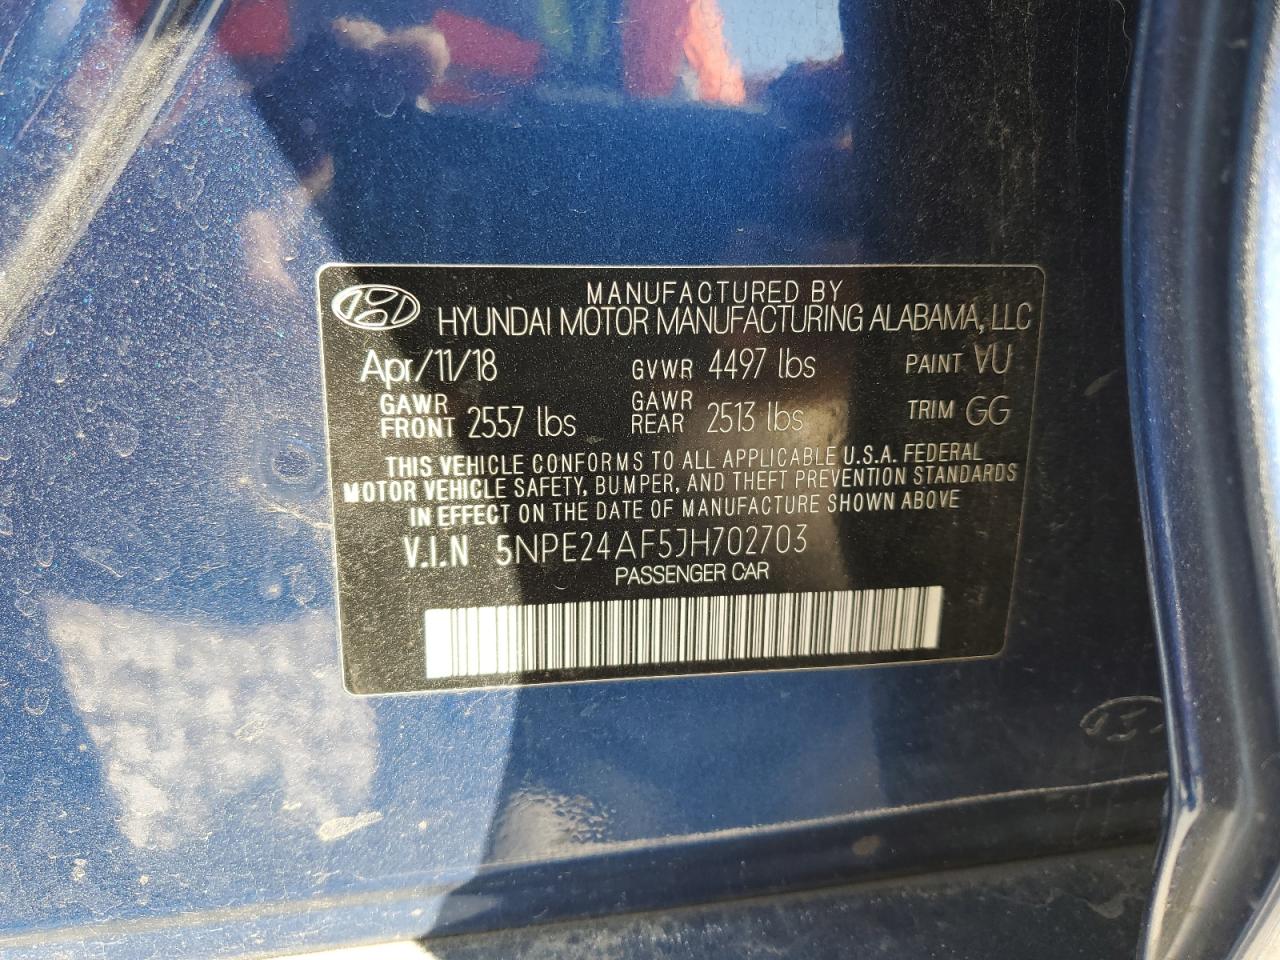 MANUFACTURED BY
HYUNDAI MOTOR MANUFACTURING ALABAMA, LLC
Apr/11/18 GVWR 4497 lbs PAINT VU
GAWR FRONT 2557 lbs GAWR REAR 2513 lbs TRIM GG
THIS VEHICLE CONFORMS TO ALL APPLICABLE U.S.A. FEDERAL
MOTOR VEHICLE SAFETY, BUMPER, AND THEFT PREVENTION STANDARDS
IN EFFECT ON THE DATE OF MANUFACTURE SHOWN ABOVE
V.I.N 5NPE24AF5JH702703
PASSENGER CAR